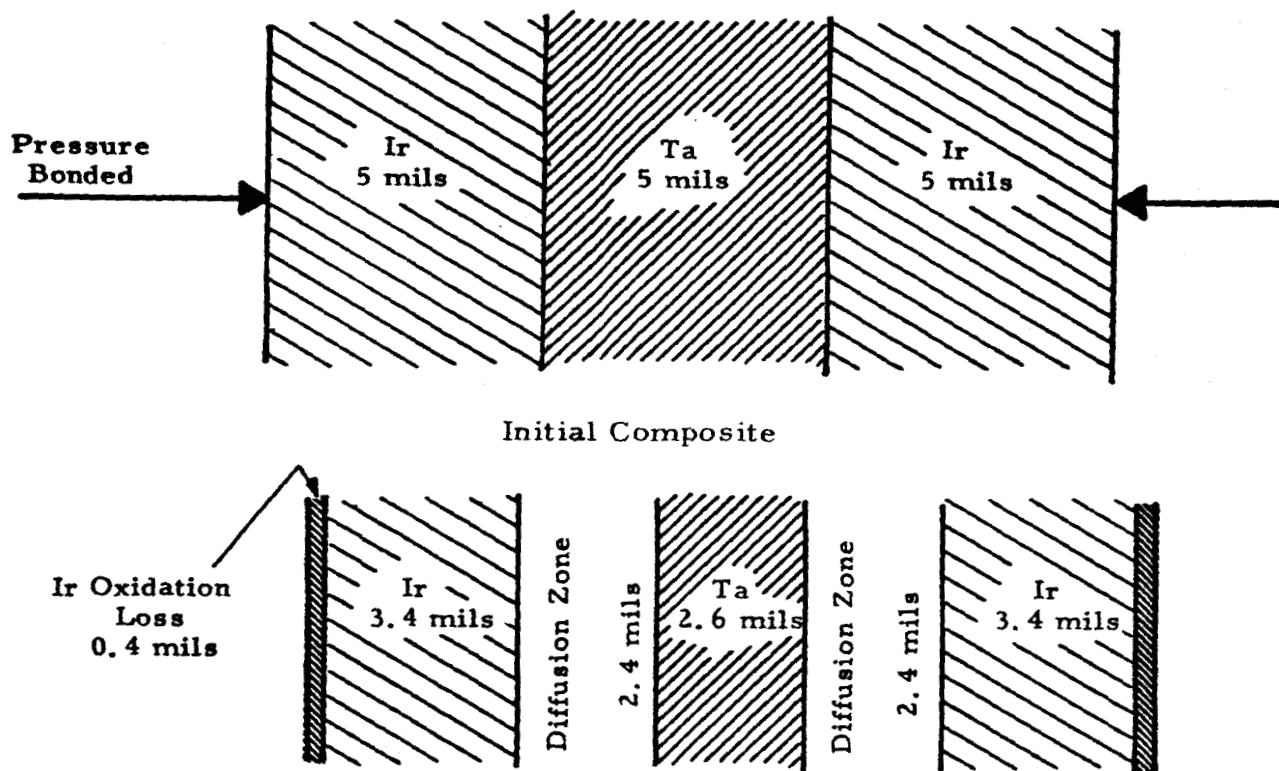 Pressure
Bonded
Ir
5 mils
Ta
5 mils
Ir
5 mils
Initial Composite
Ir Oxidation
Loss
0.4 mils
Ir
3.4 mils
Diffusion Zone
2.4 mils
Ta
2.6 mils
Diffusion Zone
2.4 mils
Ir
3.4 mils